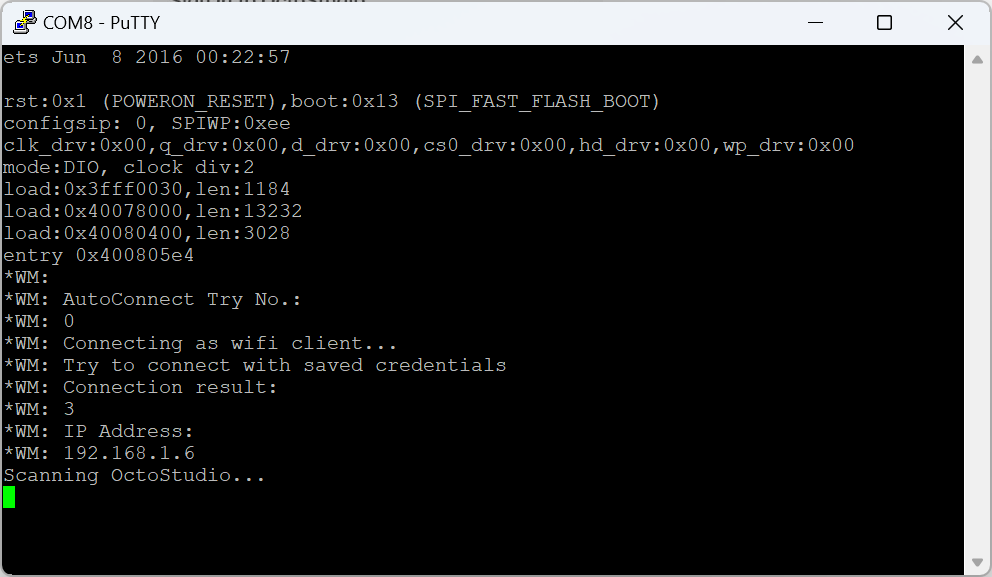 COM8 - PuTTY
ets Jun  8 2016 00:22:57
rst:0x1 (POWERON_RESET),boot:0x13 (SPI_FAST_FLASH_BOOT)
configsip: 0, SPIWP:0xee
clk_drv:0x00,q_drv:0x00,d_drv:0x00,cs0_drv:0x00,hd_drv:0x00,wp_drv:0x00
mode:DIO, clock div:2
load:0x3fff0030,len:1184
load:0x40078000,len:13232
load:0x40080400,len:3028
entry 0x400805e4
*WM:
*WM: AutoConnect Try No.:
*WM: 0
*WM: Connecting as wifi client...
*WM: Try to connect with saved credentials
*WM: Connection result:
*WM: 3
*WM: IP Address:
*WM: 192.168.1.6
Scanning OctoStudio...